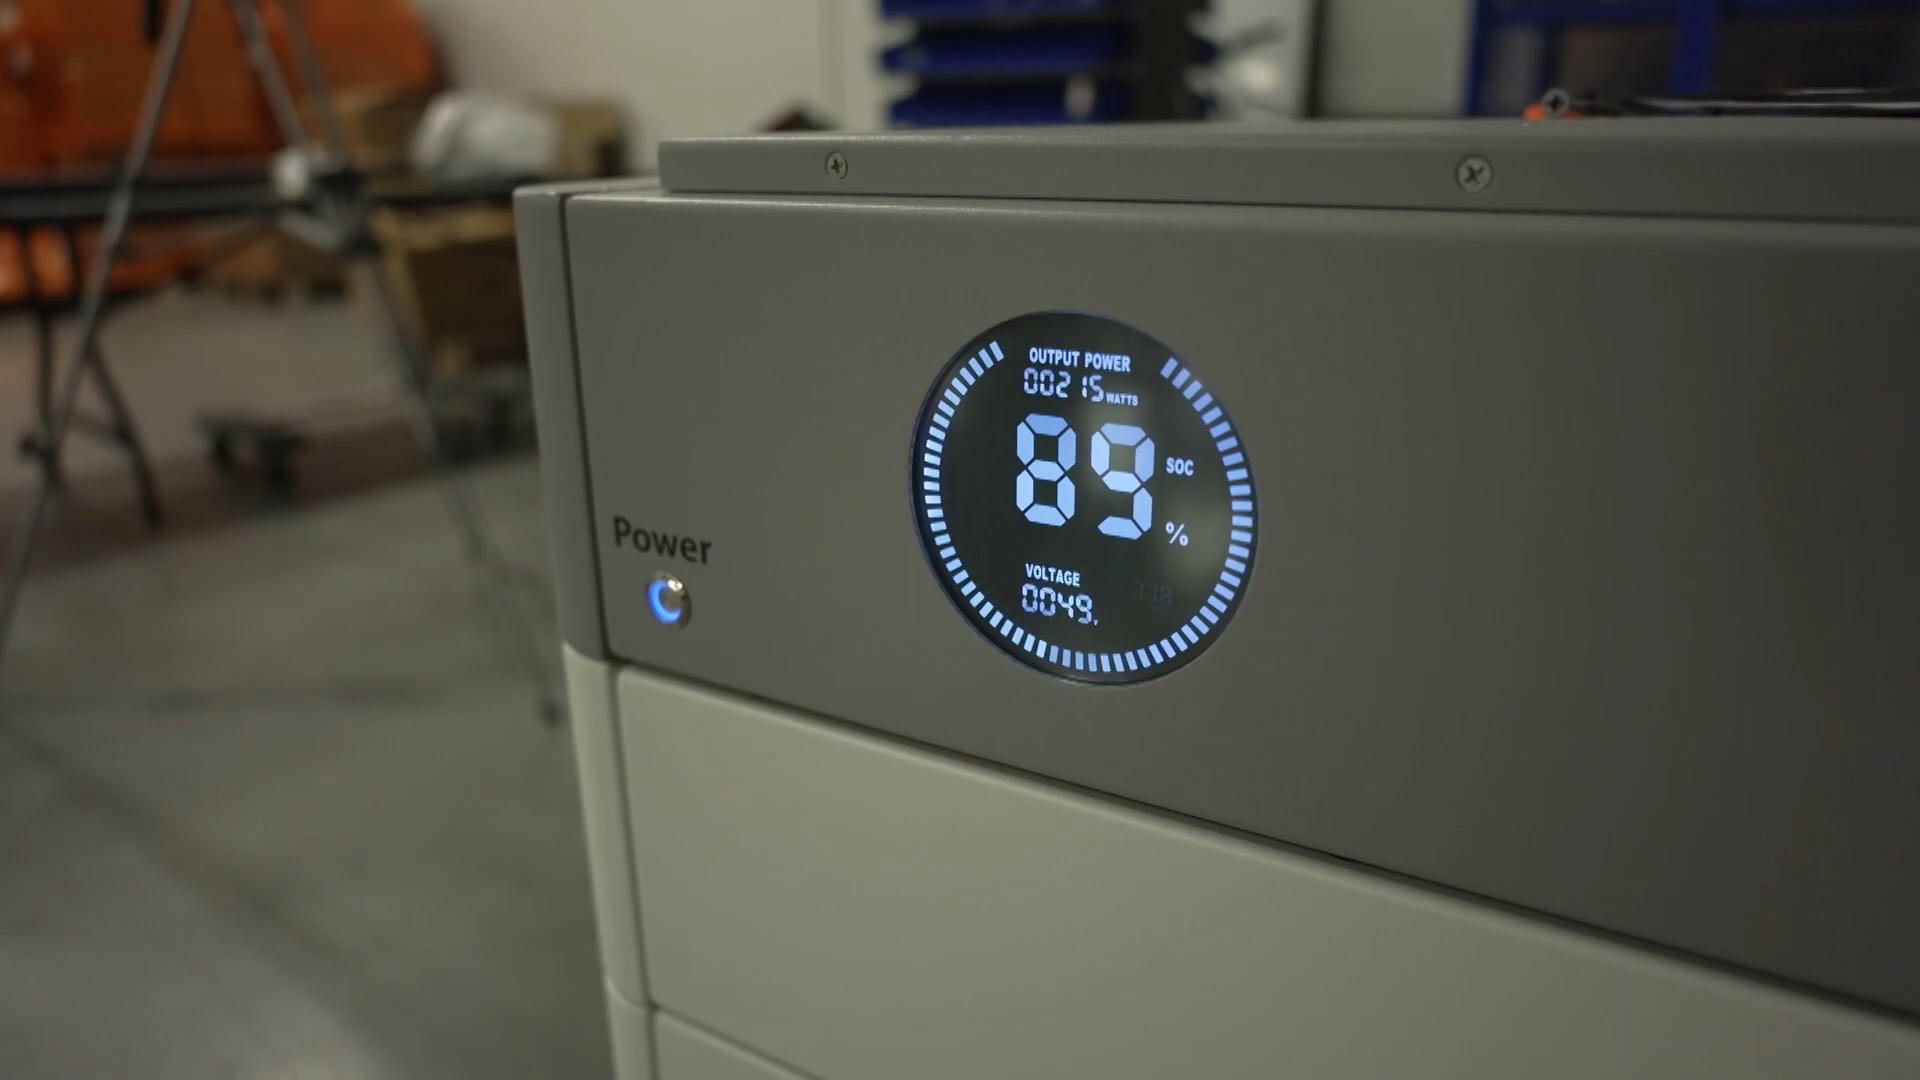 OUTPUT POWER
00215 WATTS
89 SOC %
VOLTAGE
0049 V
Power